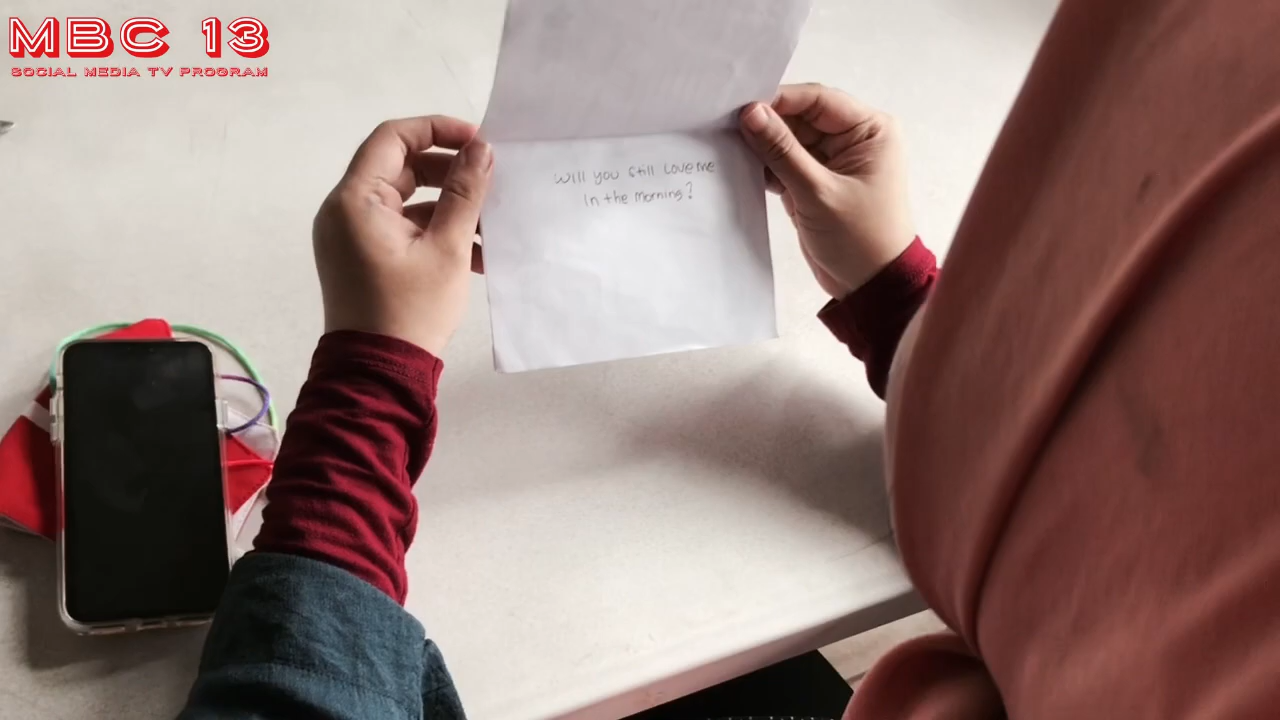 MBC 13
SOCIAL MEDIA TV PROGRAM
Will you still Love me
In the morning?